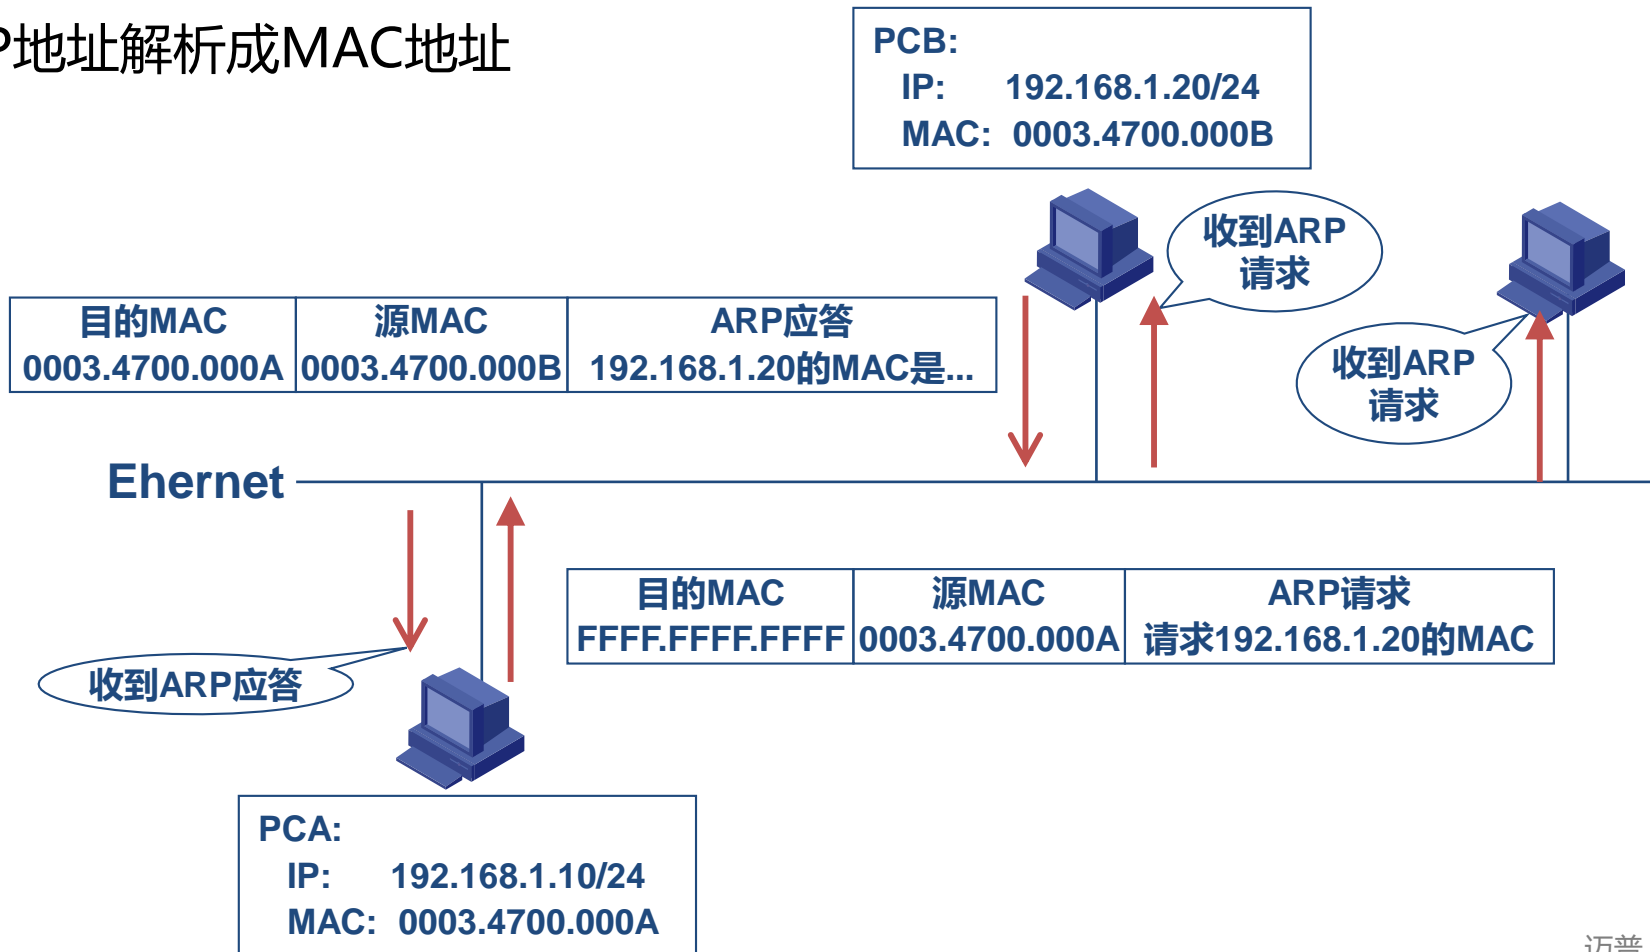 P地址解析成MAC地址
PCB:
IP: 192.168.1.20/24
MAC: 0003.4700.000B
收到ARP
请求
收到ARP
请求
目的MAC 源MAC ARP应答
0003.4700.000A 0003.4700.000B 192.168.1.20的MAC是...
Ehernet
目的MAC 源MAC ARP请求
FFFF.FFFF.FFFF 0003.4700.000A 请求192.168.1.20的MAC
收到ARP应答
PCA:
IP: 192.168.1.10/24
MAC: 0003.4700.000A
迈普